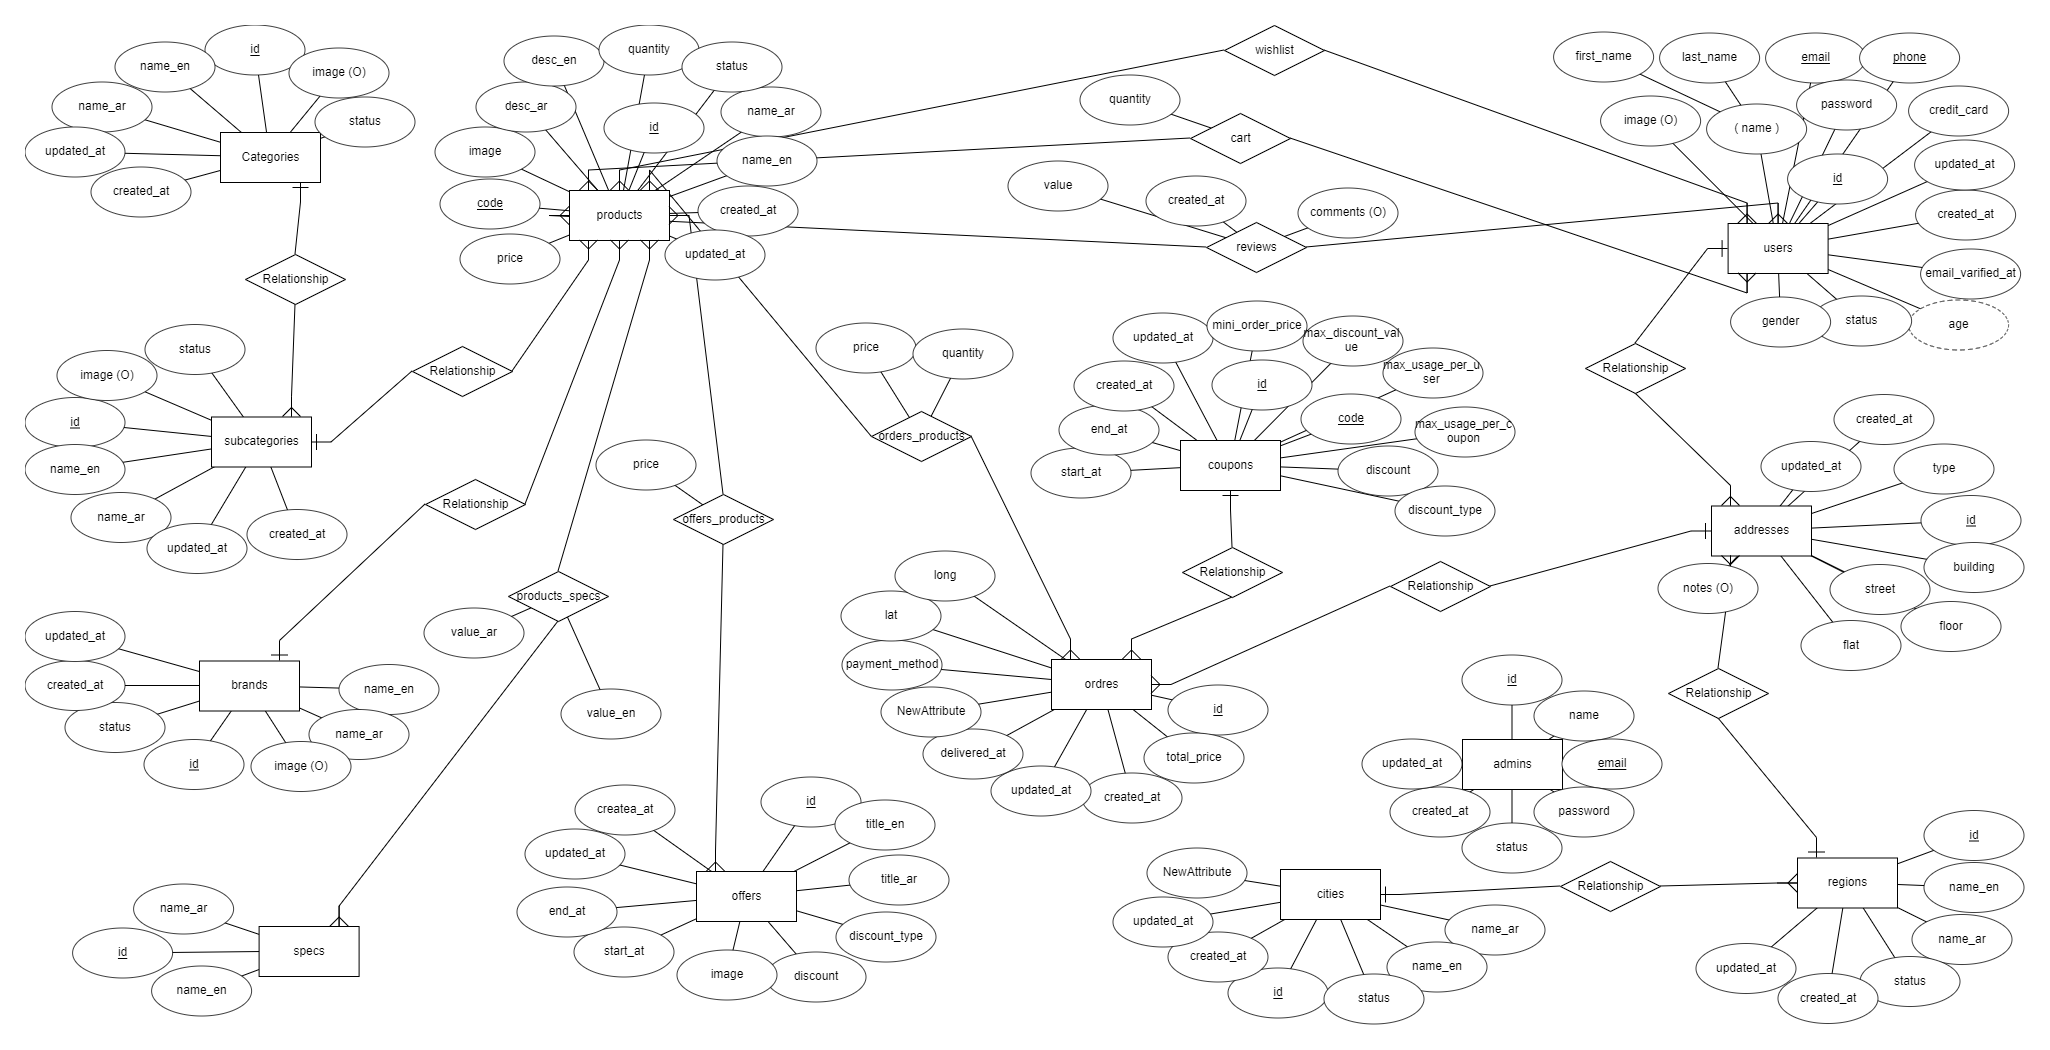 id
name_en
image (O)
name_ar
status
updated_at
Categories
created_at
Relationship
status
image (O)
id
subcategories
name_en
name_ar
updated_at
created_at
Relationship
Relationship
updated_at
created_at
brands
name_en
status
name_ar
id
image (O)
name_ar
id
specs
name_en
desc_en
quantity
status
desc_ar
name_ar
id
image
name_en
code
products
created_at
price
updated_at
wishlist
quantity
cart
value
created_at
comments (O)
reviews
first_name
last_name
email
phone
image (O)
( name )
password
credit_card
id
updated_at
created_at
users
email_varified_at
gender
status
age
Relationship
price
quantity
orders_products
price
offers_products
products_specs
value_ar
value_en
updated_at
mini_order_price
max_discount_val
ue
created_at
id
max_usage_per_u
ser
end_at
code
max_usage_per_c
oupon
start_at
coupons
discount
discount_type
Relationship
Relationship
created_at
updated_at
type
id
addresses
building
notes (O)
street
floor
flat
Relationship
long
lat
payment_method
ordres
NewAttribute
id
delivered_at
total_price
updated_at
created_at
id
name
updated_at
admins
email
created_at
password
status
createa_at
id
title_en
updated_at
title_ar
end_at
offers
start_at
discount_type
image
discount
NewAttribute
cities
Relationship
updated_at
name_ar
created_at
name_en
id
status
id
regions
name_en
name_ar
updated_at
status
created_at